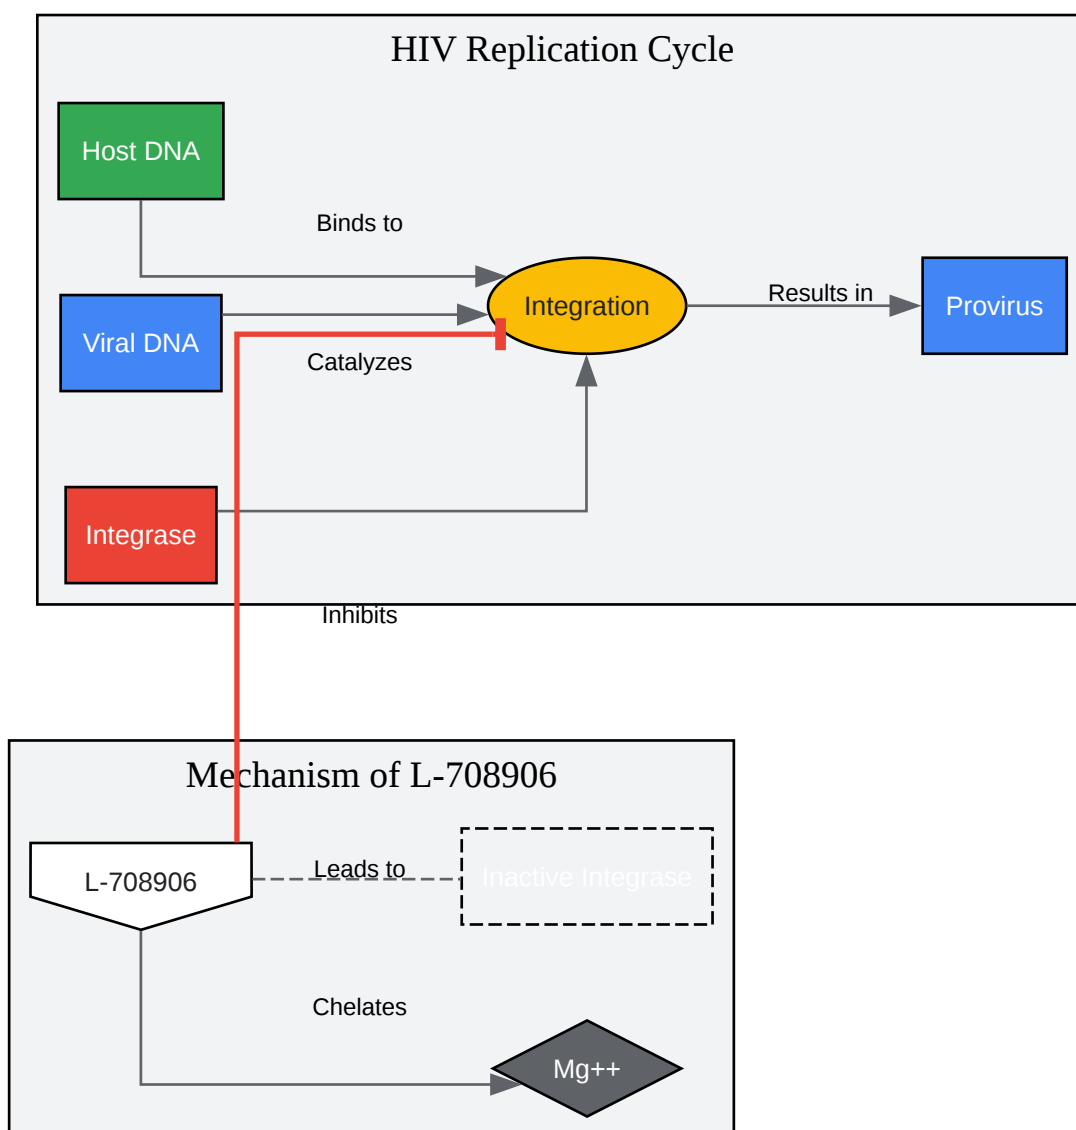 HIV Replication Cycle
Host DNA
Binds to
Integration
Results in
Provirus
Viral DNA
Catalyzes
Integrase
Inhibits
Mechanism of L-708906
L-708906
Leads to
Inactive Integrase
Chelates
Mg++